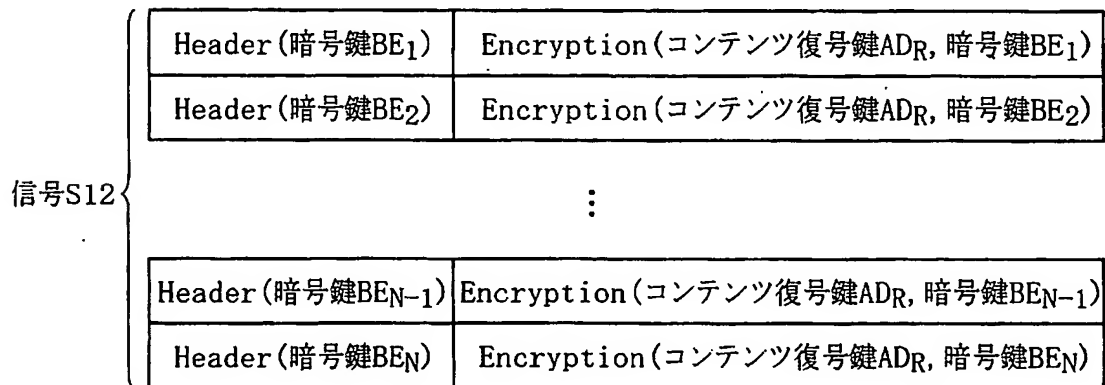 Header(暗号鍵BE1) Encryption(コンテンツ復号鍵ADR, 暗号鍵BE1)
Header(暗号鍵BE2) Encryption(コンテンツ復号鍵ADR, 暗号鍵BE2)
信号S12
⋮
Header(暗号鍵BEN-1) Encryption(コンテンツ復号鍵ADR, 暗号鍵BEN-1)
Header(暗号鍵BEN) Encryption(コンテンツ復号鍵ADR, 暗号鍵BEN)